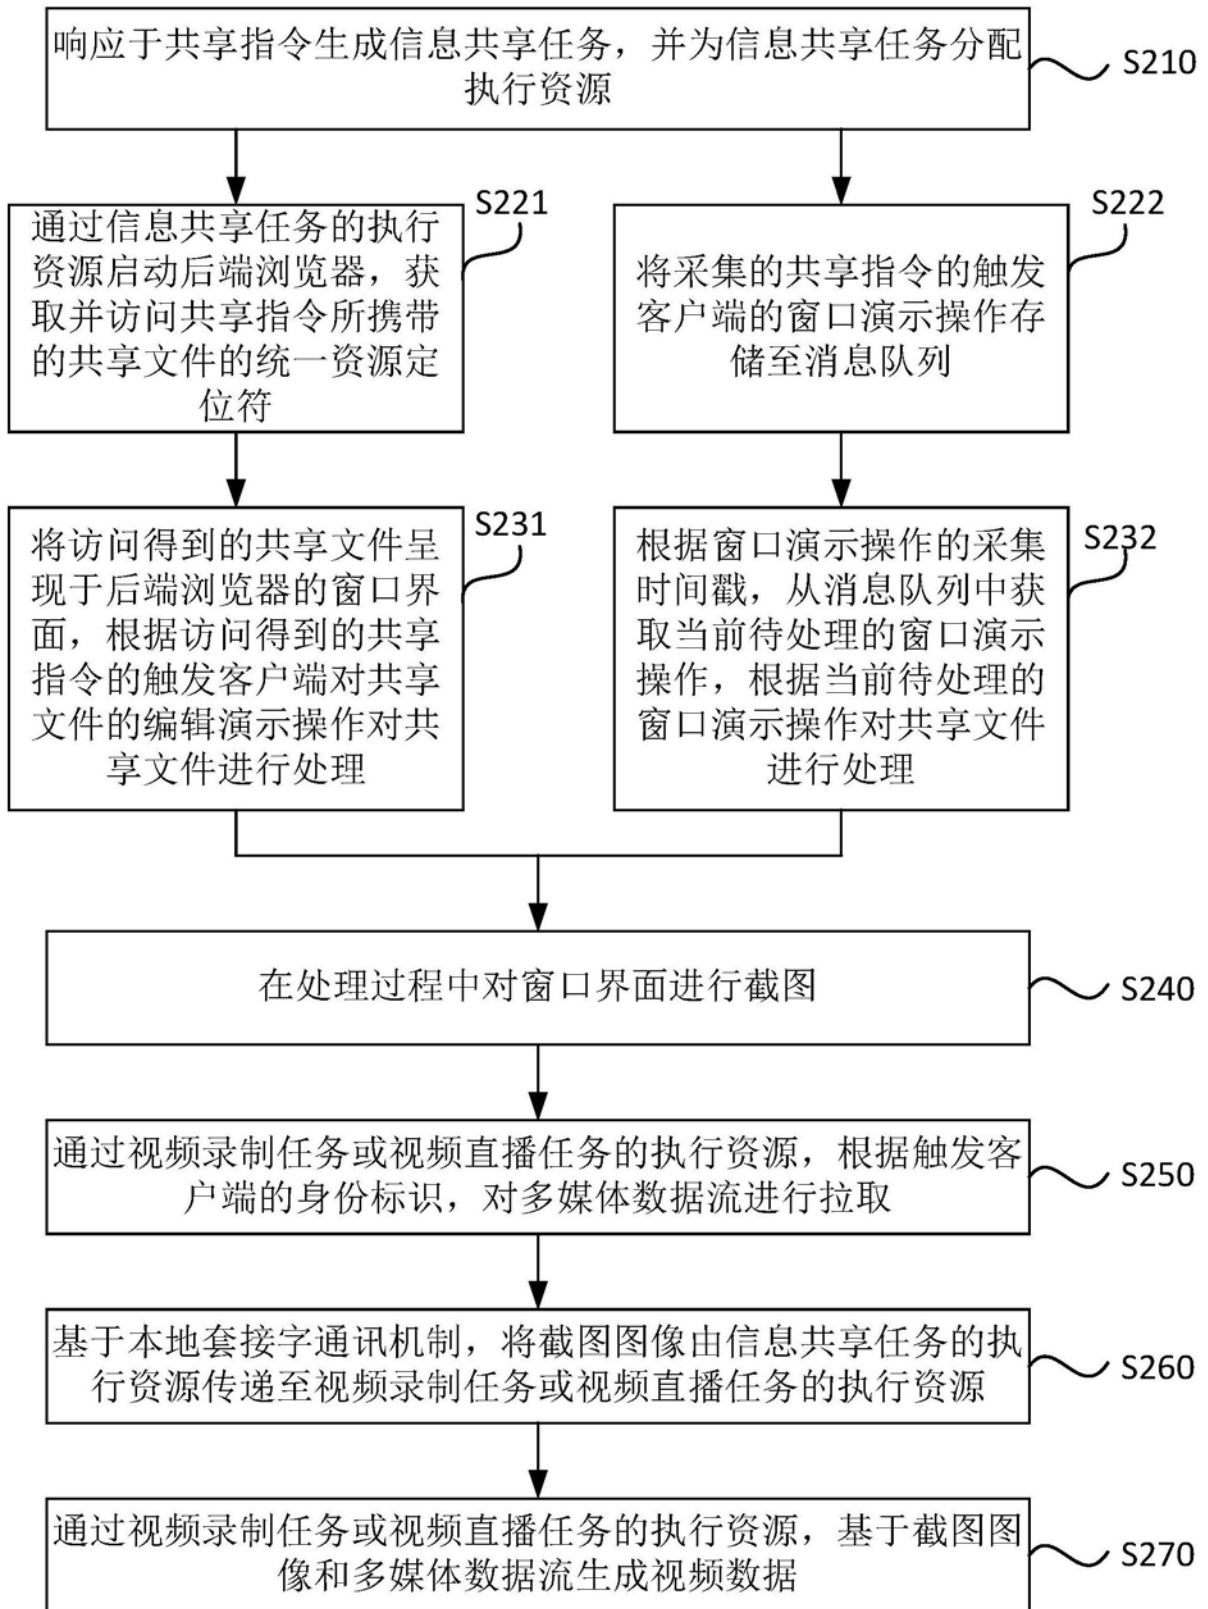 响应于共享指令生成信息共享任务，并为信息共享任务分配
执行资源
S210
通过信息共享任务的执行
资源启动后端浏览器，获
取并访问共享指令所携带
的共享文件的统一资源定
位符
S221
将采集的共享指令的触发
客户端的窗口演示操作存
储至消息队列
S222
将访问得到的共享文件呈
现于后端浏览器的窗口界
面，根据访问得到的共享
指令的触发客户端对共享
文件的编辑演示操作对共
享文件进行处理
S231
根据窗口演示操作的采集
时间戳，从消息队列中获
取当前待处理的窗口演示
操作，根据当前待处理的
窗口演示操作对共享文件
进行处理
S232
在处理过程中对窗口界面进行截图
S240
通过视频录制任务或视频直播任务的执行资源，根据触发客
户端的身份标识，对多媒体数据流进行拉取
S250
基于本地套接字通讯机制，将截图图像由信息共享任务的执
行资源传递至视频录制任务或视频直播任务的执行资源
S260
通过视频录制任务或视频直播任务的执行资源，基于截图图
像和多媒体数据流生成视频数据
S270